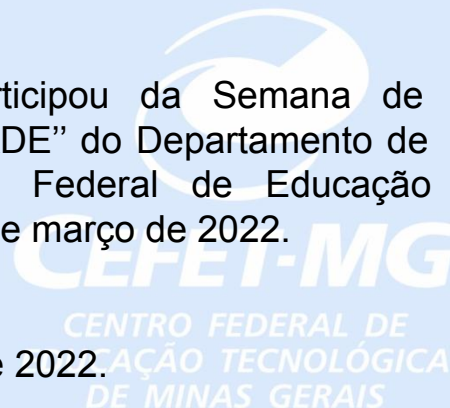 rticipou da Semana de
DE” do Departamento de
Federal de Educação
e março de 2022.
CEFET-MG
CENTRO FEDERAL DE
EDUCAÇÃO TECNOLÓGICA
DE MINAS GERAIS
e 2022.